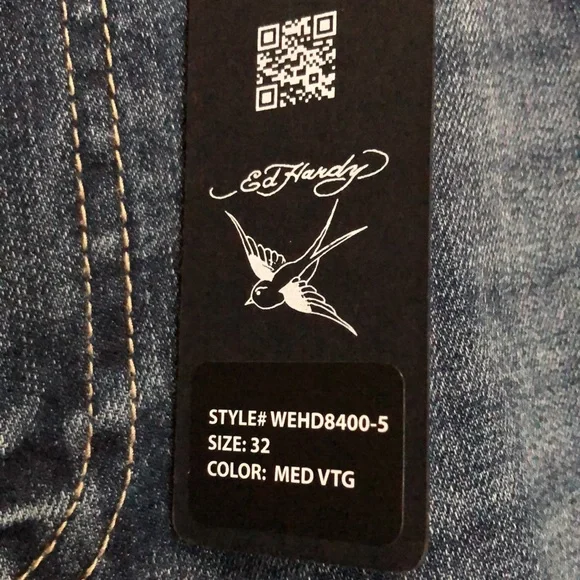 Ed Hardy
STYLE# WEHD8400-5
SIZE: 32
COLOR: MED VTG